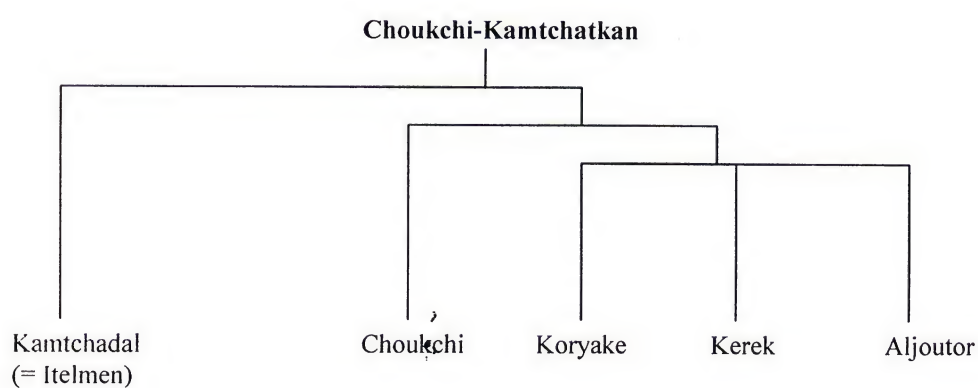 Choukchi-Kamtchatkan
Kamtchadal
(= Itelmen)
Choukchi
Koryake
Kerek
Aljoutor